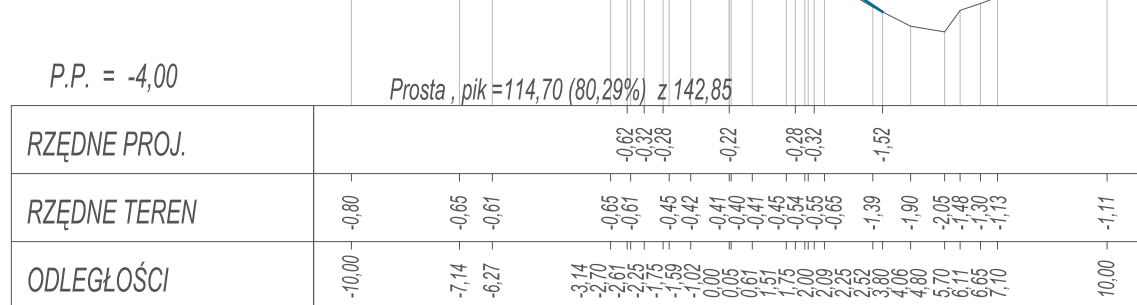 P.P. = -4,00
Prosta , pik =114,70 (80,29%) z 142,85
RZĘDNE PROJ. -0,62 -0,32 -0,28 -0,22 -0,28 -0,32 -1,52
RZĘDNE TEREN -0,80 -0,65 -0,61 -0,65 -0,61 -0,45 -0,42 -0,41 -0,40 -0,41 -0,45 -0,54 -0,55 -0,65 -1,39 -1,90 -2,05 -1,48 -1,30 -1,13 -1,11
ODLEGŁOŚCI -10,00 -7,14 -6,27 -3,14 -2,70 -2,61 -2,25 -1,75 -1,59 -1,02 0,00 0,05 0,61 1,51 1,75 2,00 2,09 2,25 2,52 3,80 4,06 4,80 5,70 6,11 6,65 7,10 10,00